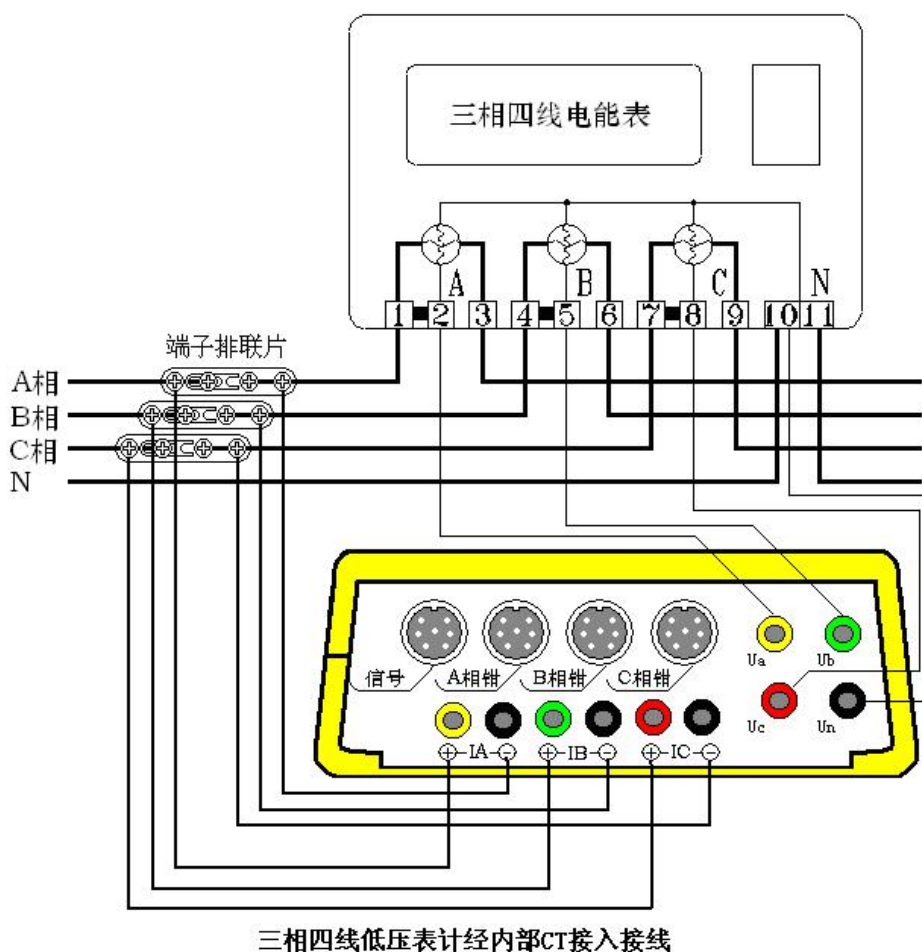 三相四线电能表
A B C N
1 2 3 4 5 6 7 8 9 10 11
端子排联片
A相
B相
C相
N
Ua Ub
信号 A相钳 B相钳 C相钳
Uc Un
+ IA - + IB - + IC -
三相四线低压表计经内部CT接入接线